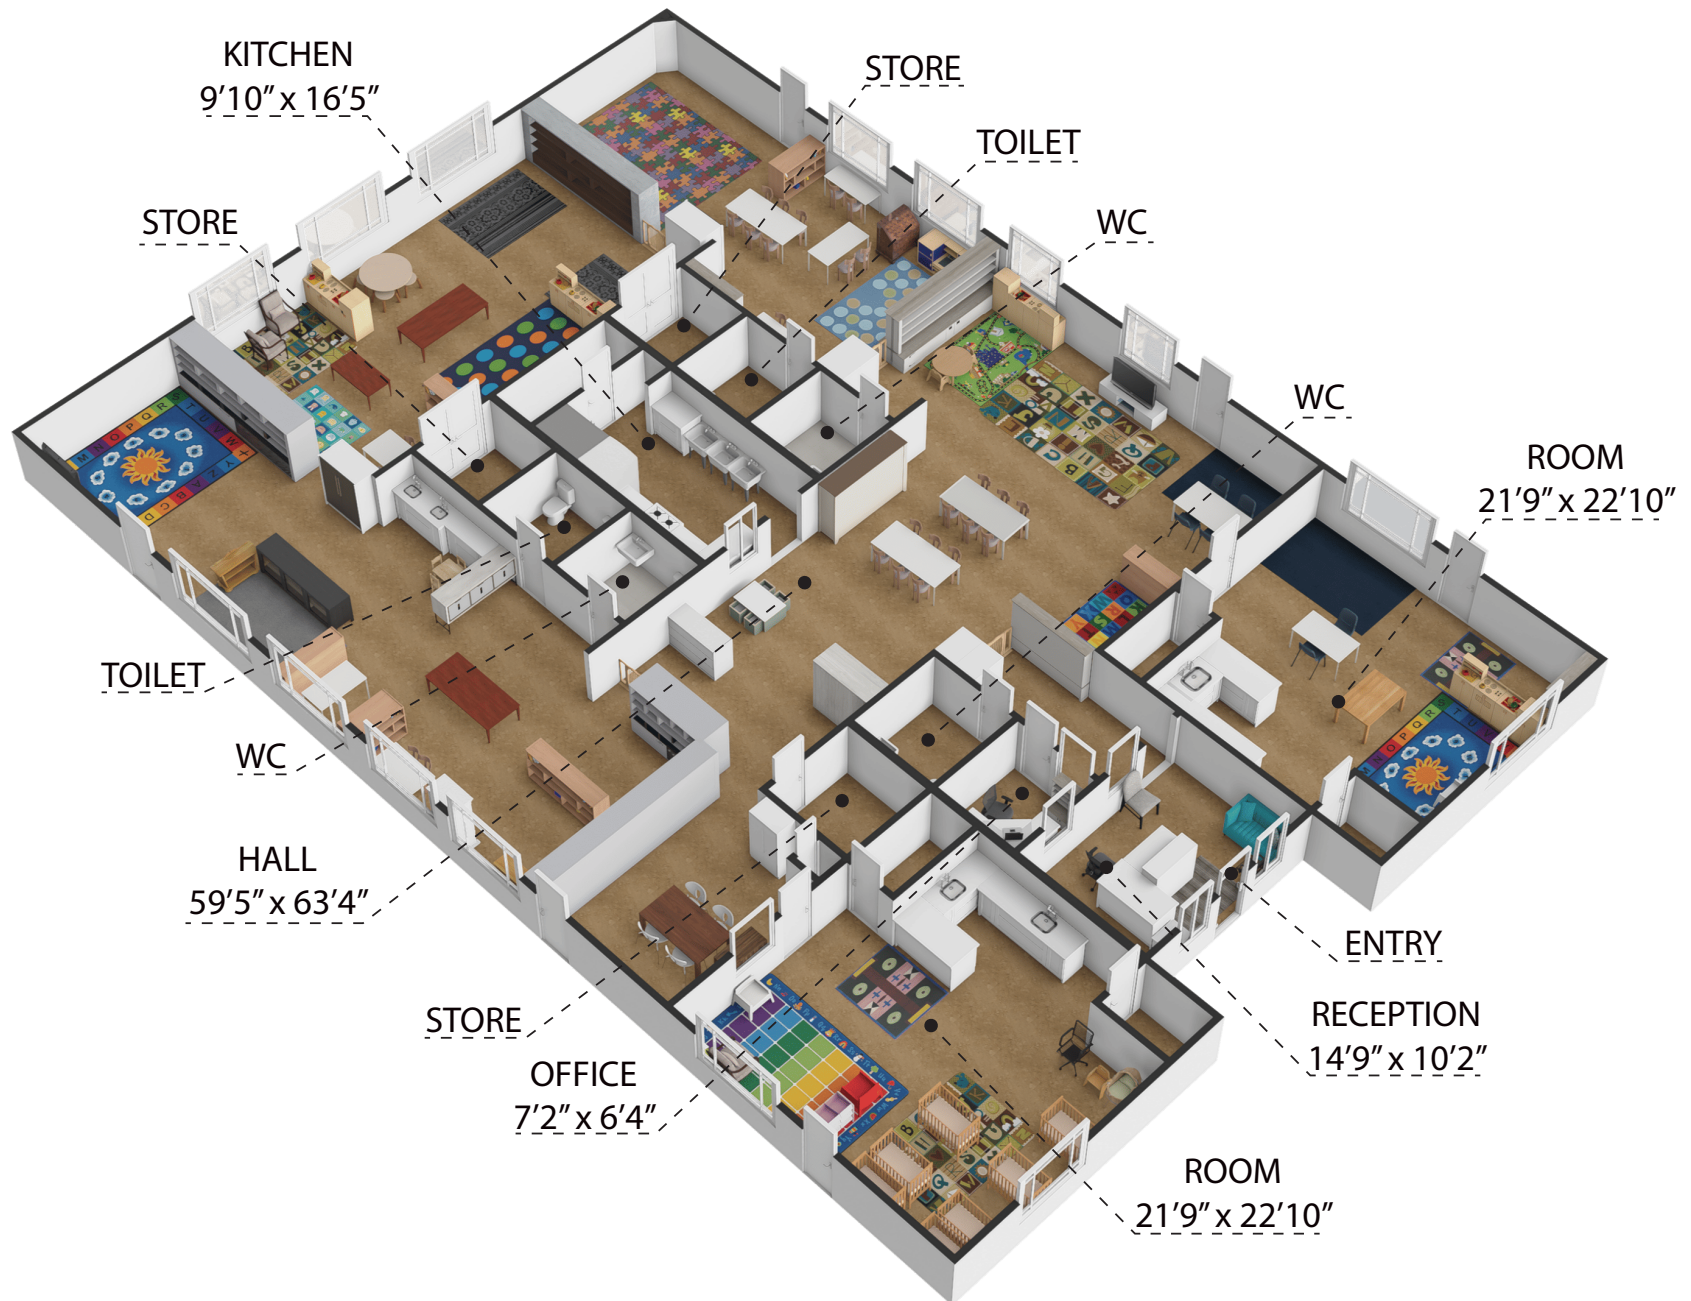 KITCHEN
9'10" x 16'5"
STORE
TOILET
STORE
WC
WC
ROOM
21'9" x 22'10"
TOILET
WC
HALL
59'5" x 63'4"
ENTRY
STORE
RECEPTION
14'9" x 10'2"
OFFICE
7'2" x 6'4"
ROOM
21'9" x 22'10"